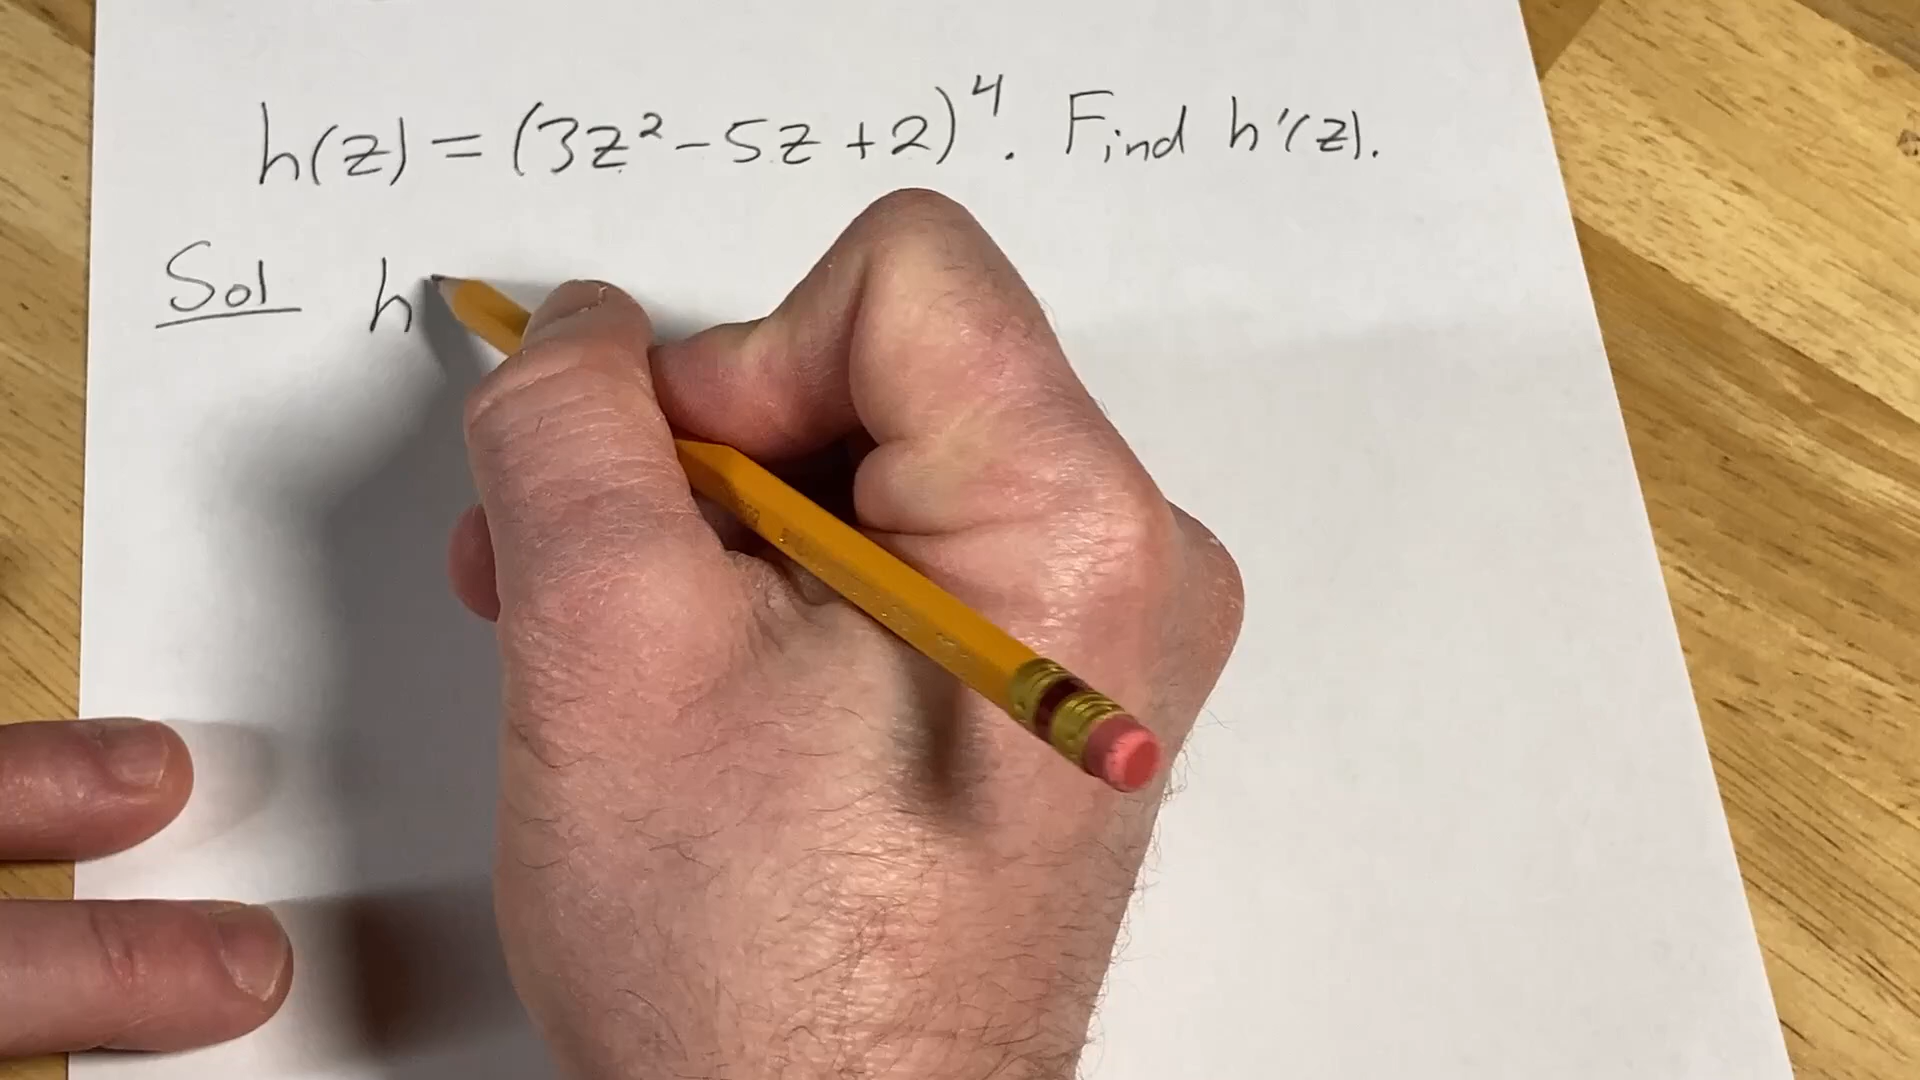 h(z) = (3z² - 5z + 2)⁴. Find h'(z).
Sol h